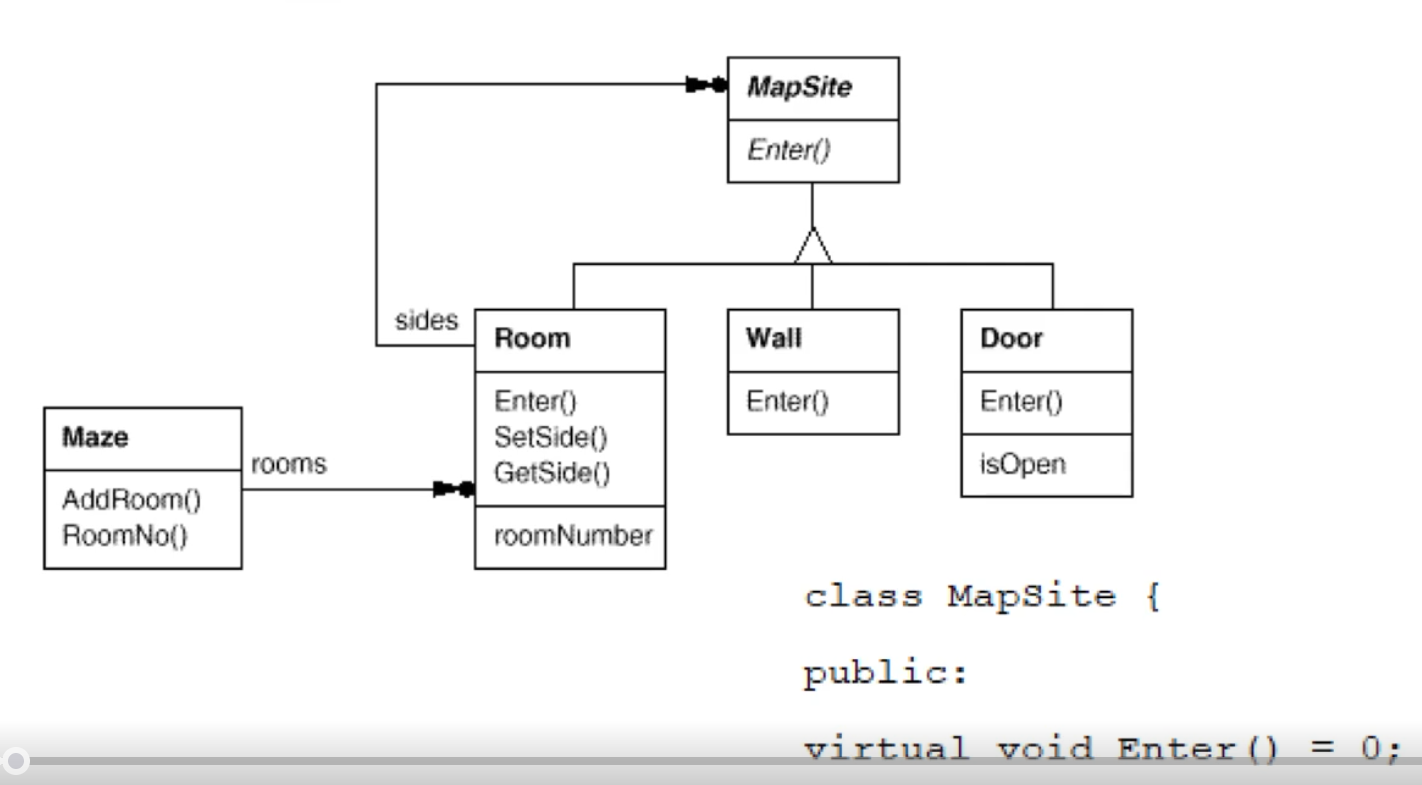 MapSite
Enter()
sides
Room
Enter()
SetSide()
GetSide()
roomNumber
Wall
Enter()
Door
Enter()
isOpen
Maze
AddRoom()
RoomNo()
rooms
class MapSite {
public:
virtual void Enter() = 0;